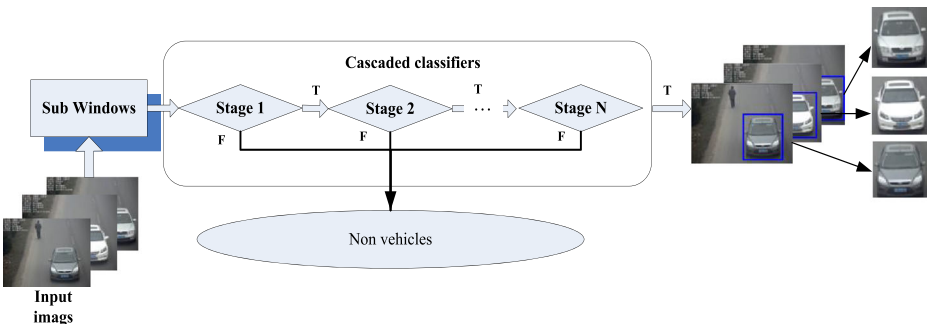 Cascaded classifiers
Sub Windows
Stage 1
T
Stage 2
T
...
Stage N
T
F
F
F
Non vehicles
Input
imags